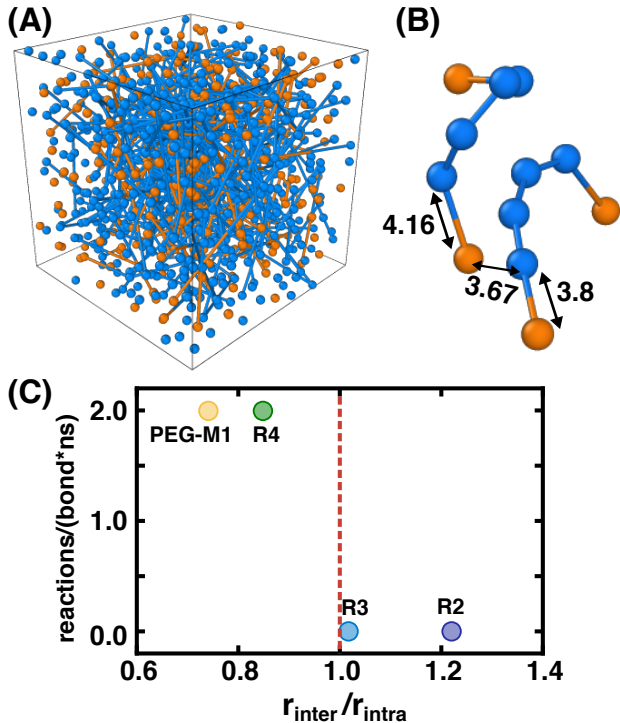 (A)
(B)
4.16
3.67
3.8
(C)
reactions/(bond*ns)
2.0
1.0
0.0
PEG-M1
R4
R3
R2
0.6
0.8
1.0
1.2
1.4
r_inter/r_intra